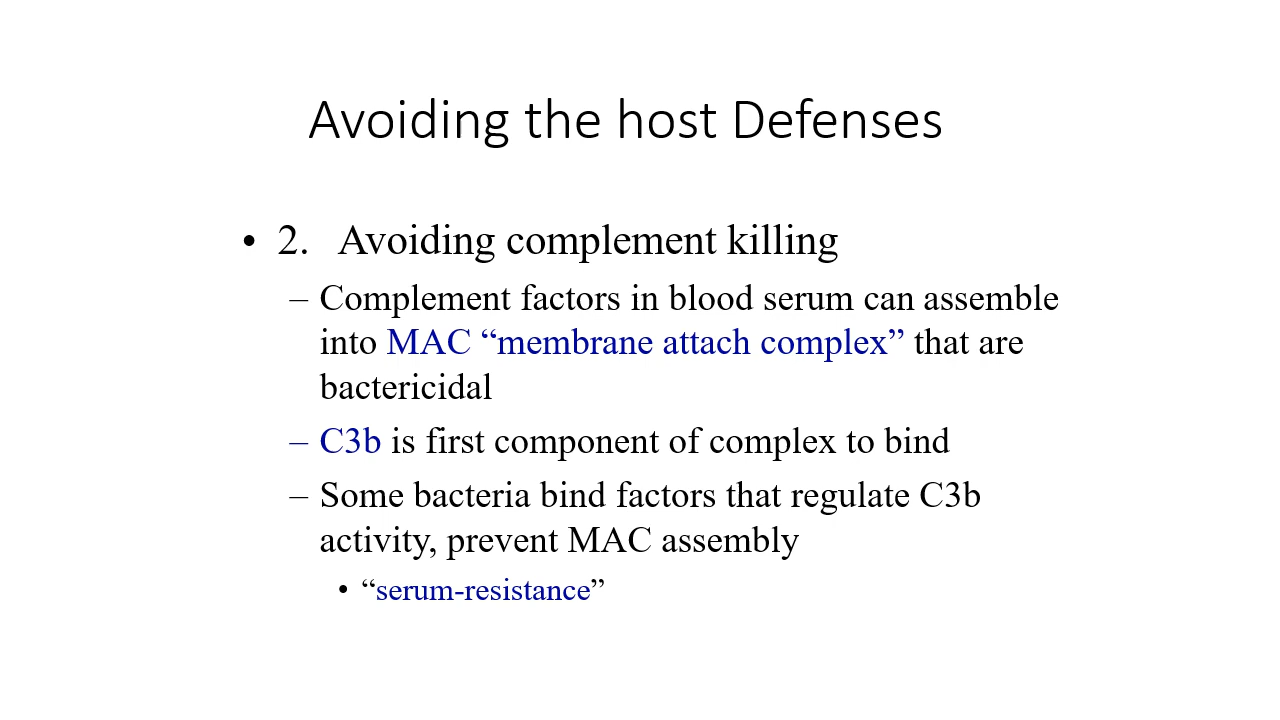 Avoiding the host Defenses
• 2. Avoiding complement killing
– Complement factors in blood serum can assemble
into MAC “membrane attach complex” that are
bactericidal
– C3b is first component of complex to bind
– Some bacteria bind factors that regulate C3b
activity, prevent MAC assembly
• “serum-resistance”